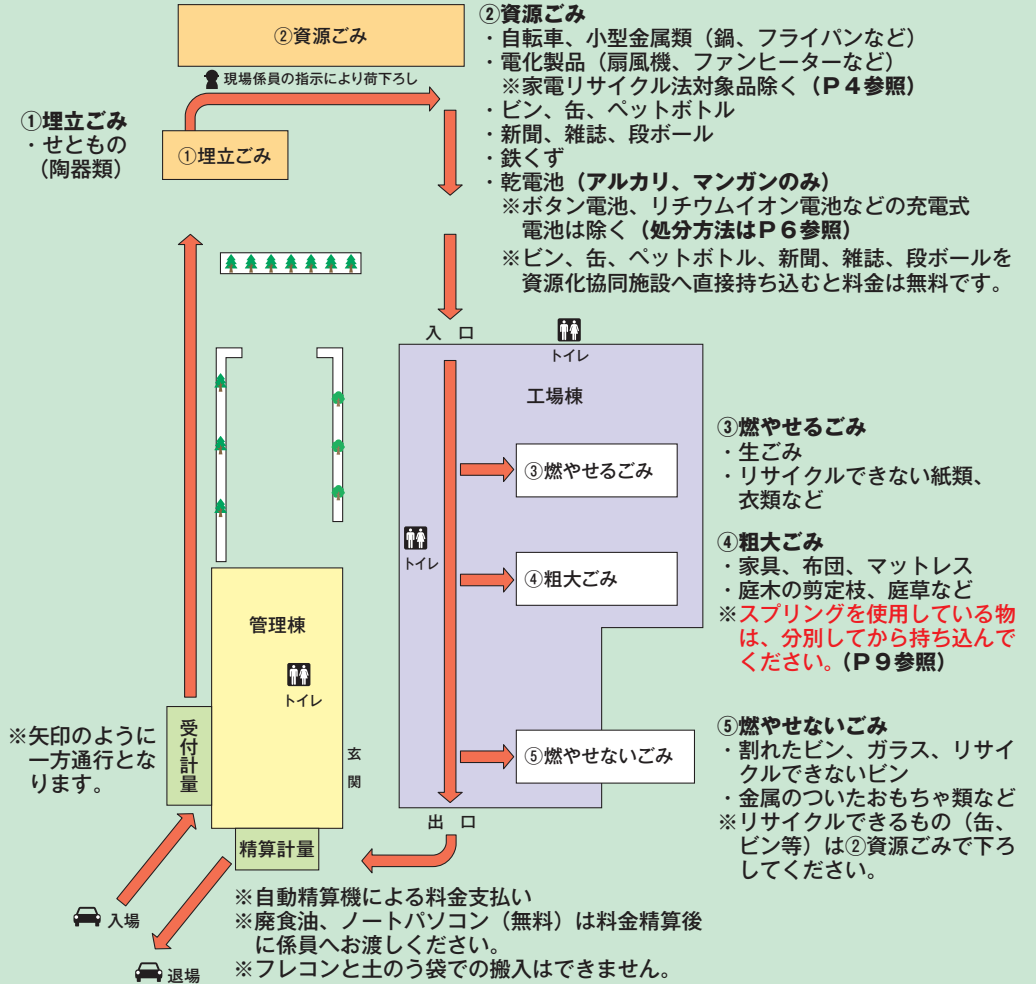 ②資源ごみ
現場係員の指示により荷下ろし
①埋立ごみ
・せともの
（陶器類）
①埋立ごみ
②資源ごみ
・自転車、小型金属類（鍋、フライパンなど）
・電化製品（扇風機、ファンヒーターなど）
※家電リサイクル法対象品除く（Ｐ４参照）
・ビン、缶、ペットボトル
・新聞、雑誌、段ボール
・鉄くず
・乾電池（アルカリ、マンガンのみ）
※ボタン電池、リチウムイオン電池などの充電式
電池は除く（処分方法はＰ６参照）
※ビン、缶、ペットボトル、新聞、雑誌、段ボールを
資源化協同施設へ直接持ち込むと料金は無料です。
入　口
トイレ
工場棟
③燃やせるごみ
トイレ
④粗大ごみ
⑤燃やせないごみ
出　口
③燃やせるごみ
・生ごみ
・リサイクルできない紙類、
衣類など
④粗大ごみ
・家具、布団、マットレス
・庭木の剪定枝、庭草など
※スプリングを使用している物
は、分別してから持ち込んで
ください。（Ｐ９参照）
⑤燃やせないごみ
・割れたビン、ガラス、リサイ
クルできないビン
・金属のついたおもちゃ類など
※リサイクルできるもの（缶、
ビン等）は②資源ごみで下ろ
してください。
管理棟
トイレ
玄関
受付計量
※矢印のように
一方通行とな
ります。
精算計量
入場
退場
※自動精算機による料金支払い
※廃食油、ノートパソコン（無料）は料金精算後
に係員へお渡しください。
※フレコンと土のう袋での搬入はできません。